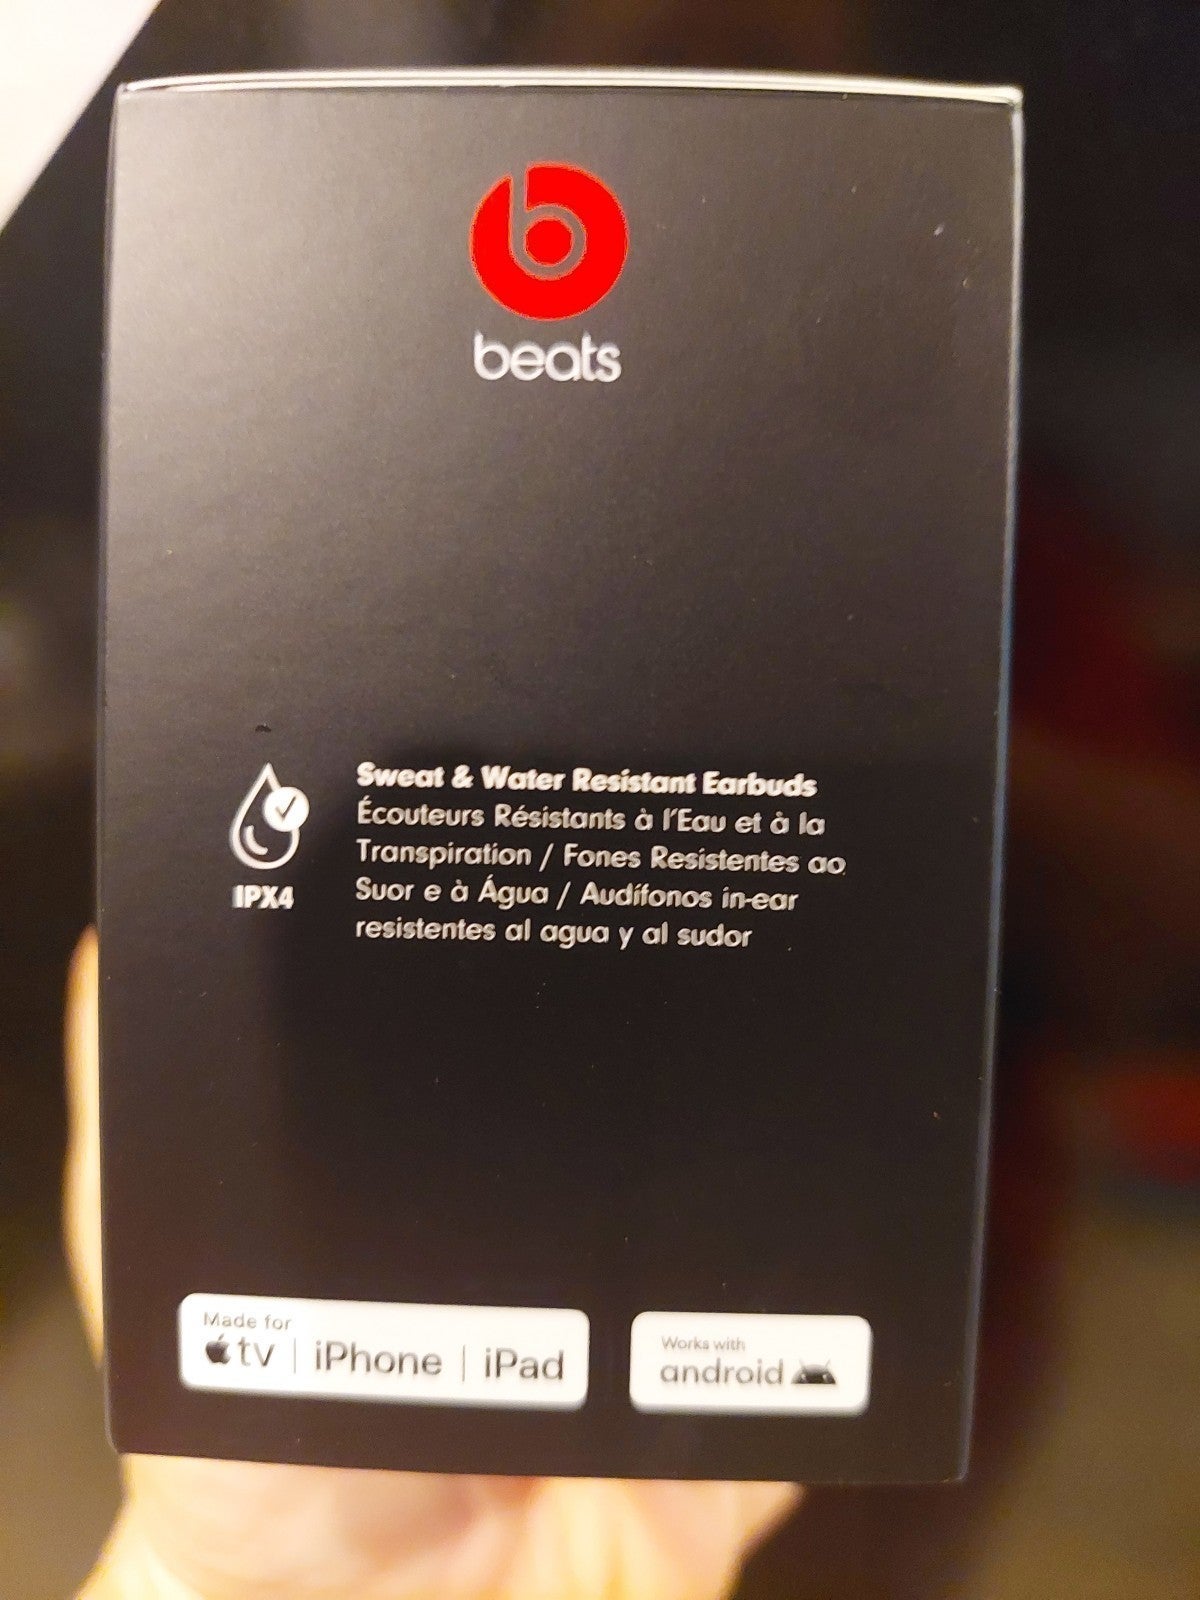 beats
Sweat & Water Resistant Earbuds
Écouteurs Résistants à l'Eau et à la
Transpiration / Fones Resistentes ao
Suor e à Água / Audífonos in-ear
resistentes al agua y al sudor
IPX4
Made for
tv | iPhone | iPad
Works with
android